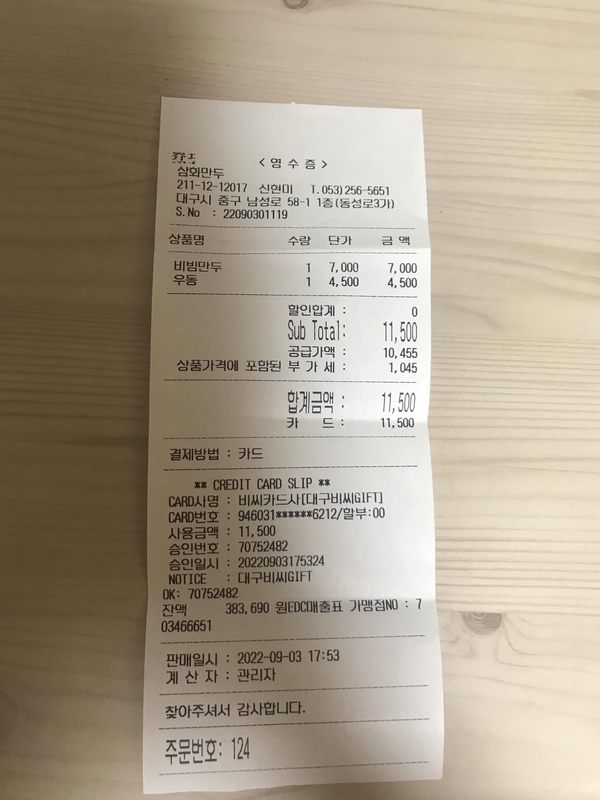 <영수증>
삼화만두
211-12-12017 신현미 T.053)256-5651
대구시 중구 남성로 58-1 1층(동성로3가)
S.No : 22090301119
상품명 수량 단가 금 액
비빔만두 1 7,000 7,000
우동 1 4,500 4,500
할인합계 : 0
Sub Total: 11,500
공급가액 : 10,455
상품가격에 포함된 부 가 세 : 1,045
합계금액 : 11,500
카 드 : 11,500
결제방법 : 카드
** CREDIT CARD SLIP **
CARD사명 : 비씨카드사[대구비씨GIFT]
CARD번호 : 946031******6212/할부:00
사용금액 : 11,500
승인번호 : 70752482
승인일시 : 20220903175324
NOTICE : 대구비씨GIFT
OK: 70752482
잔액 383,690 원EDC매출표 가맹점NO : 7
03466651
판매일시 : 2022-09-03 17:53
계 산 자 : 관리자
찾아주셔서 감사합니다.
주문번호: 124